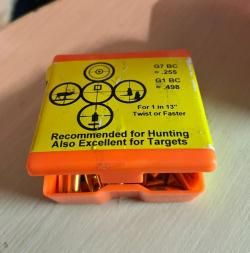 G7 BC
= .255
G1 BC
= .498
For 1 in 13"
Twist or Faster
Recommended for Hunting
Also Excellent for Targets